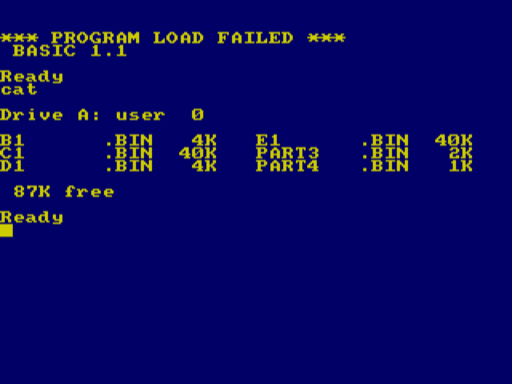 *** PROGRAM LOAD FAILED ***
BASIC 1.1
Ready
cat
Drive A: user 0
B1 .BIN 4K E1 .BIN 40K
C1 .BIN 40K PART3 .BIN 2K
D1 .BIN 4K PART4 .BIN 1K
87K free
Ready